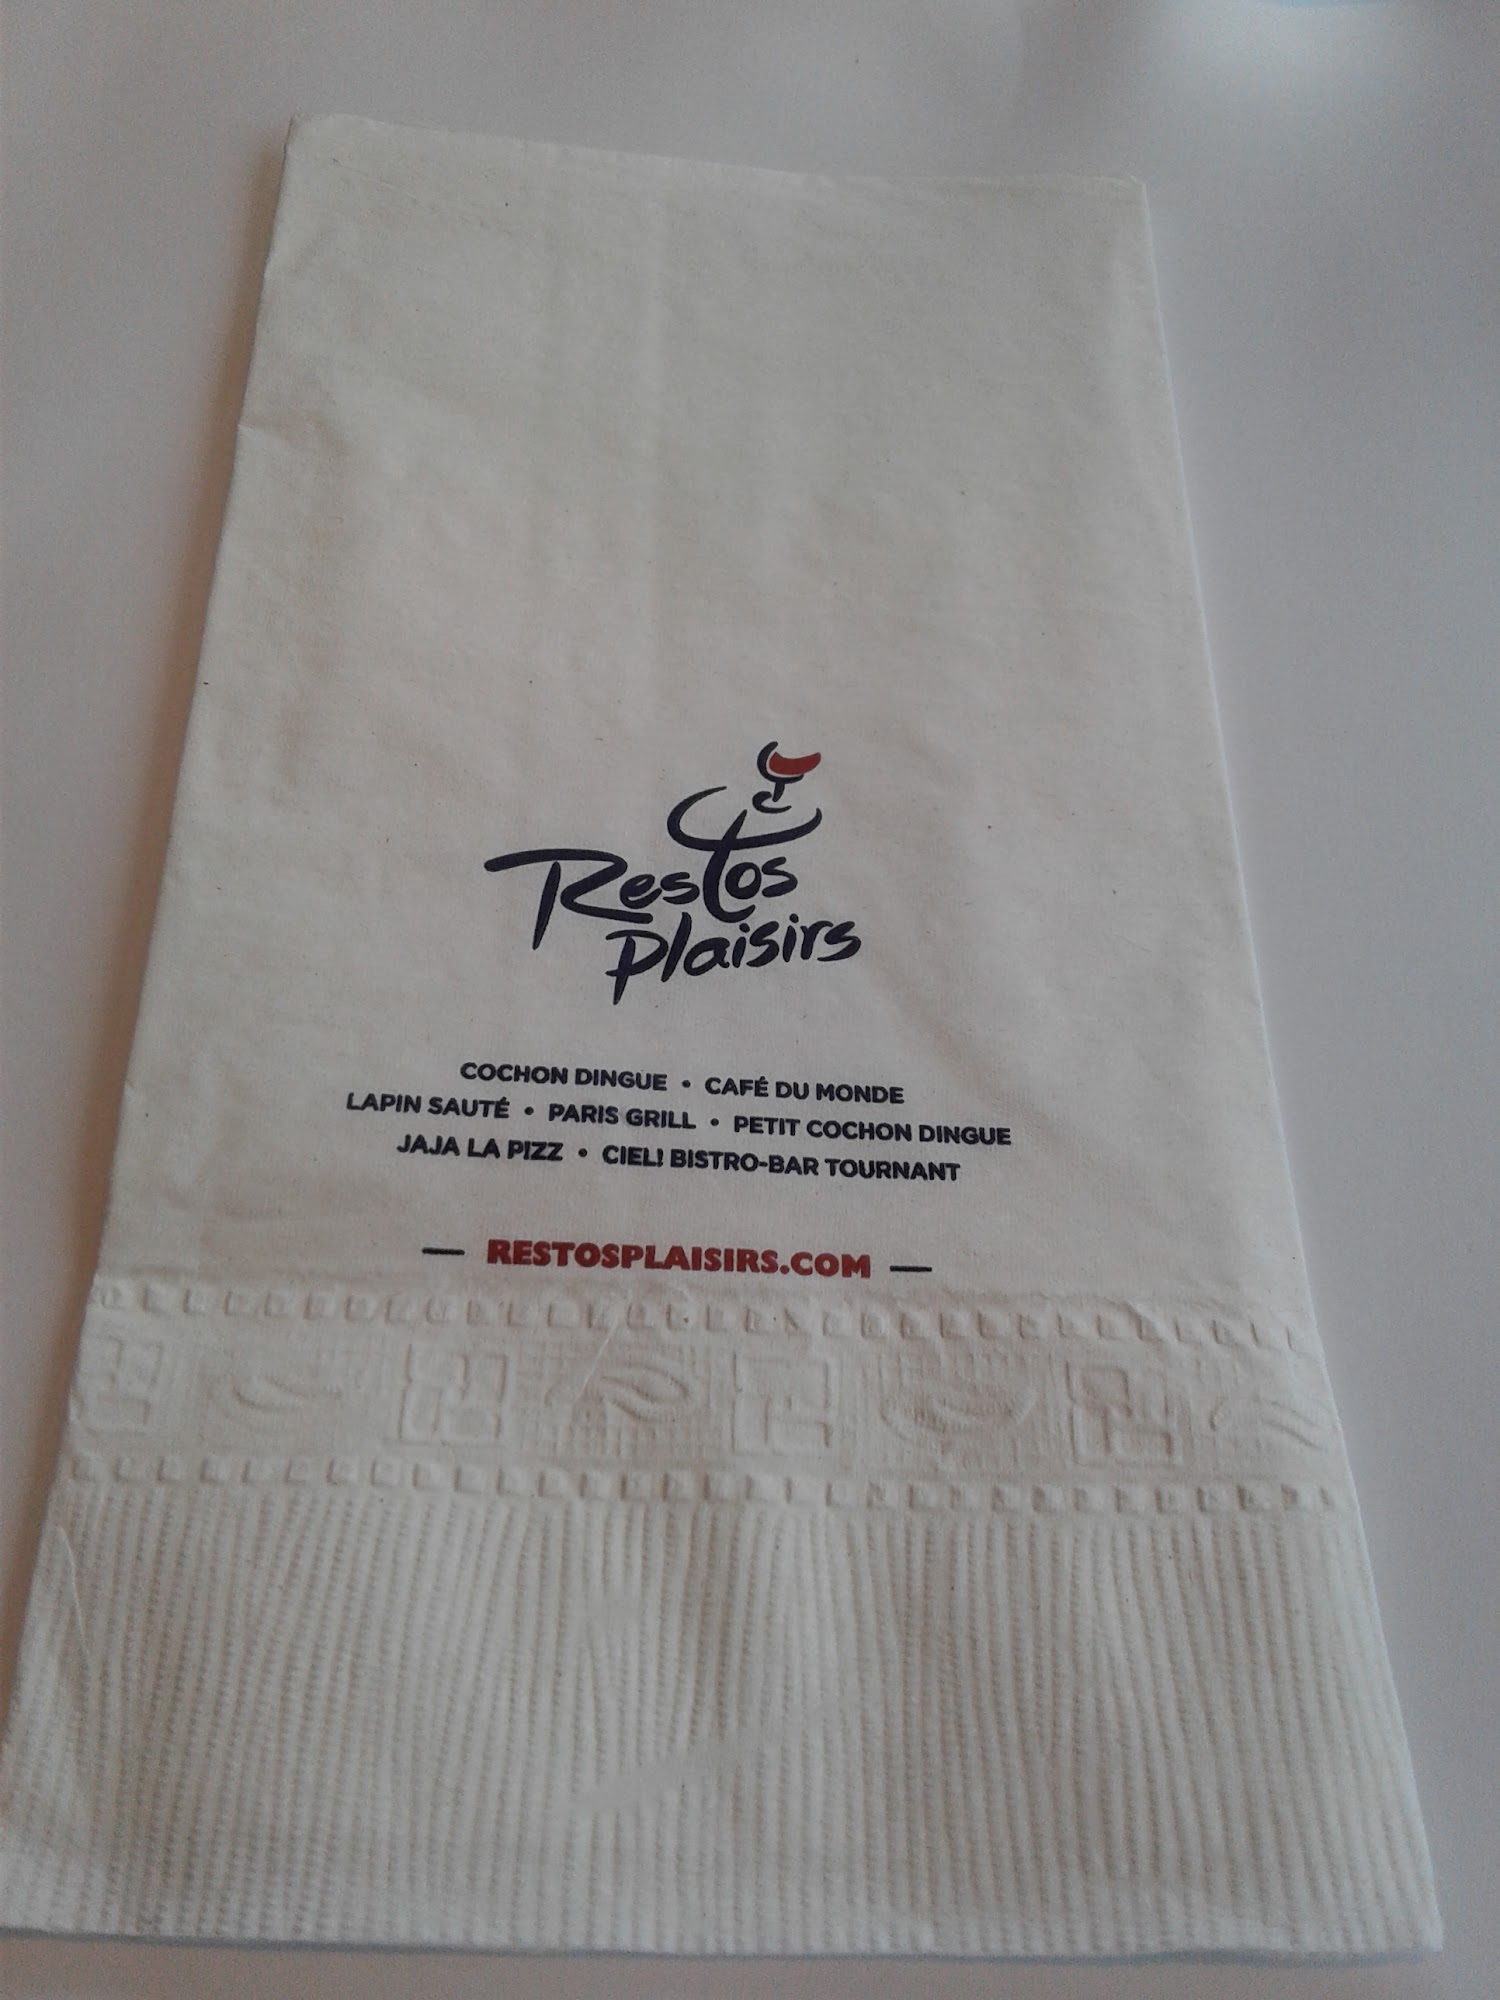 Restos
Plaisirs
COCHON DINGUE • CAFÉ DU MONDE
LAPIN SAUTÉ • PARIS GRILL • PETIT COCHON DINGUE
JAJA LA PIZZ • CIEL! BISTRO-BAR TOURNANT
— RESTOSPLAISIRS.COM —